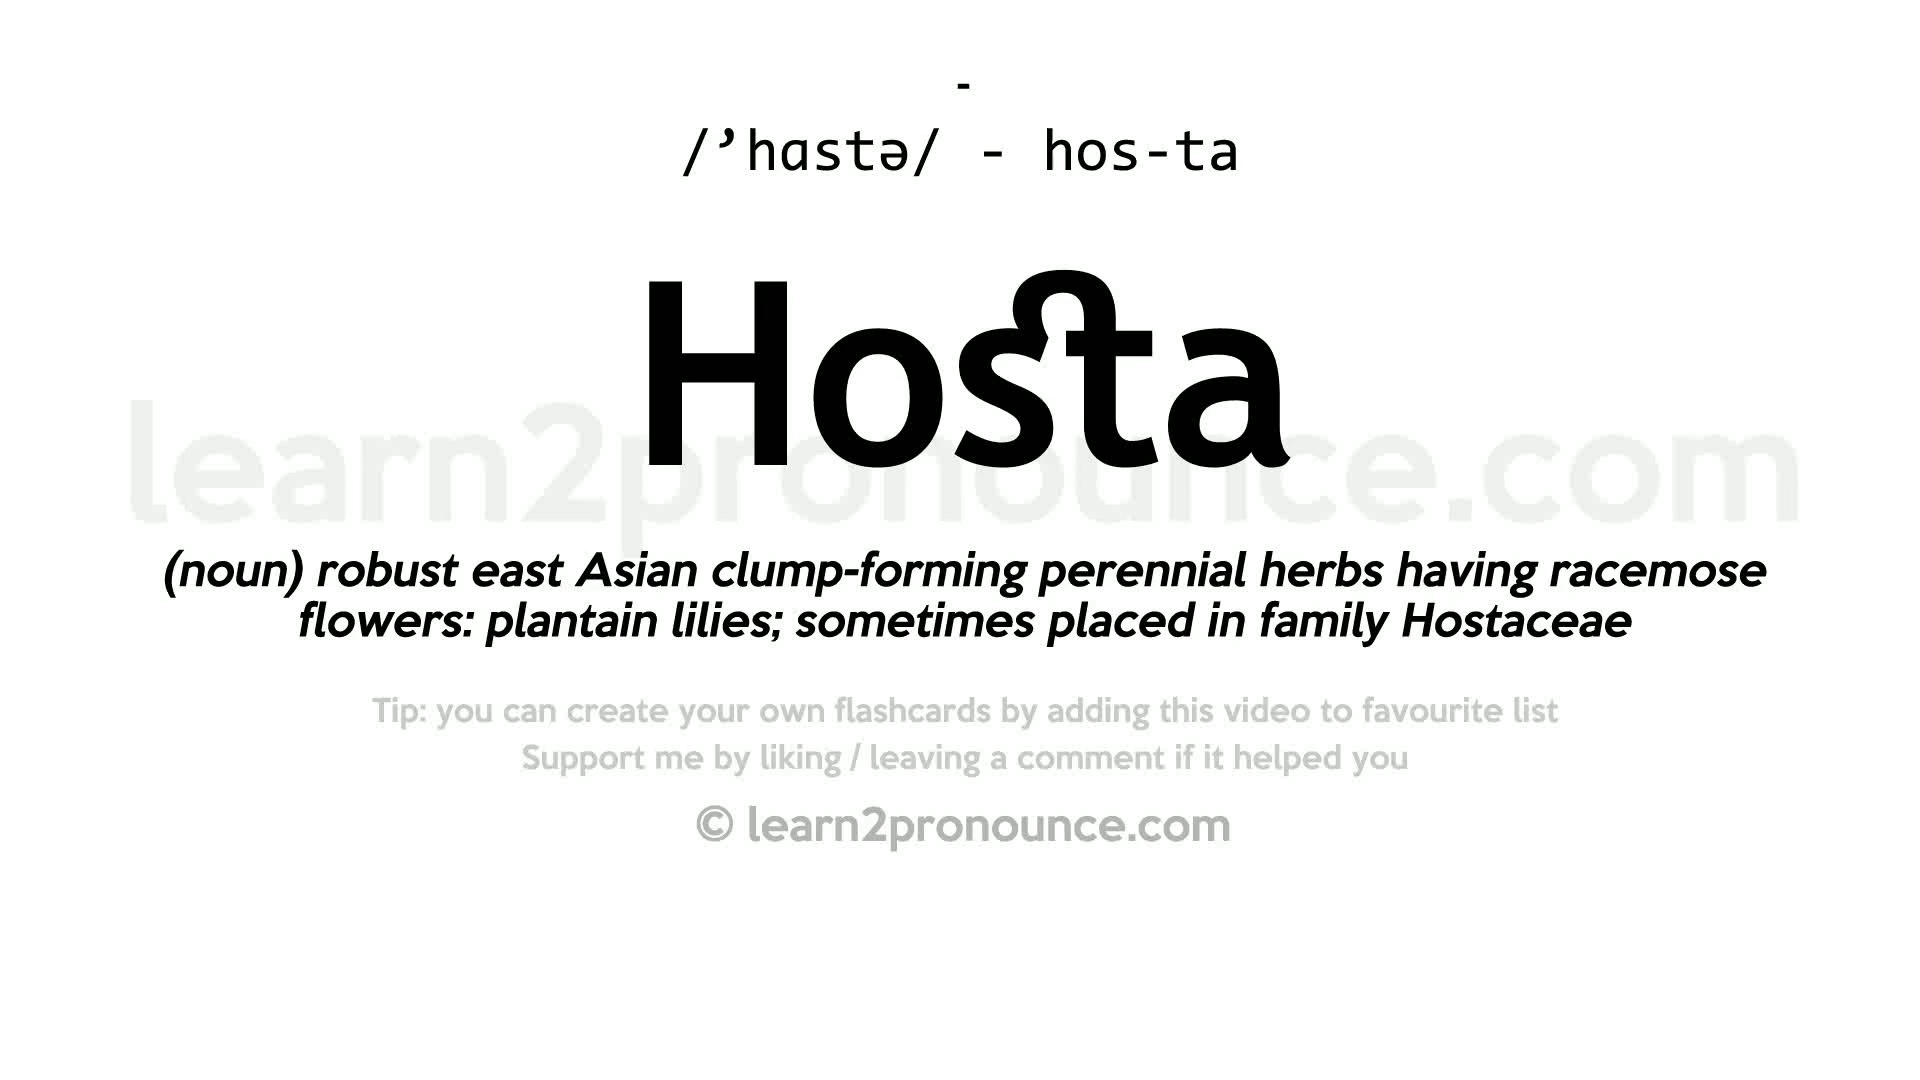 -
/’hɑstə/ - hos-ta
Hosta
learn2pronounce.com
(noun) robust east Asian clump-forming perennial herbs having racemose
flowers: plantain lilies; sometimes placed in family Hostaceae
Tip: you can create your own flashcards by adding this video to favourite list
Support me by liking / leaving a comment if it helped you
© learn2pronounce.com